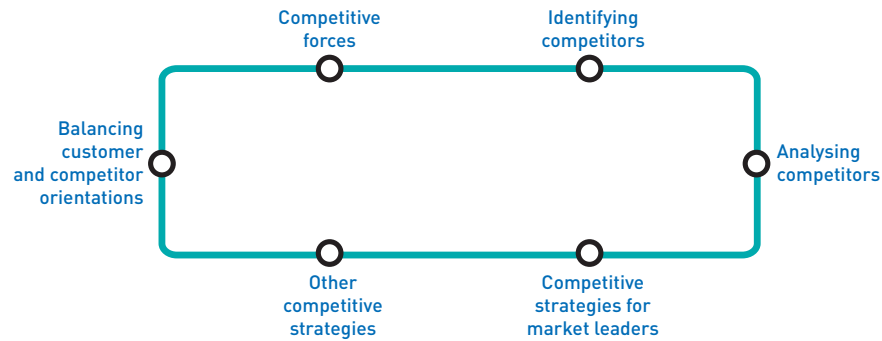 Competitive
forces
Identifying
competitors
Balancing
customer
and competitor
orientations
Analysing
competitors
Other
competitive
strategies
Competitive
strategies for
market leaders